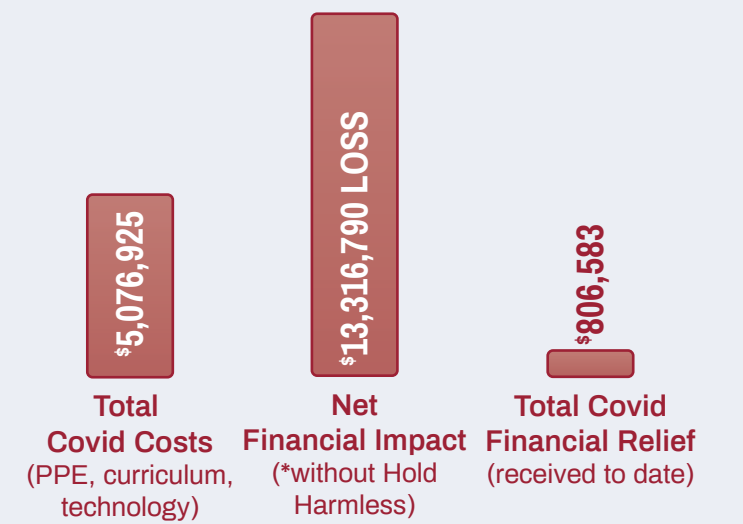 $5,076,925
Total
Covid Costs
(PPE, curriculum,
technology)
$13,316,790 LOSS
Net
Financial Impact
(*without Hold
Harmless)
$806,583
Total Covid
Financial Relief
(received to date)